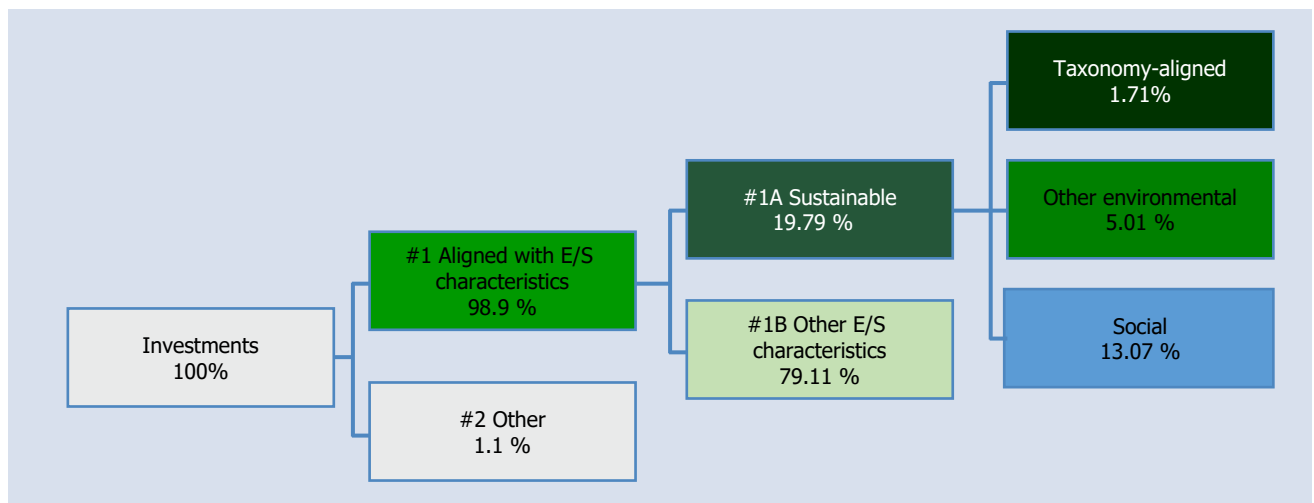 Investments
100%
#1 Aligned with E/S
characteristics
98.9 %
#2 Other
1.1 %
#1A Sustainable
19.79 %
#1B Other E/S
characteristics
79.11 %
Taxonomy-aligned
1.71%
Other environmental
5.01 %
Social
13.07 %